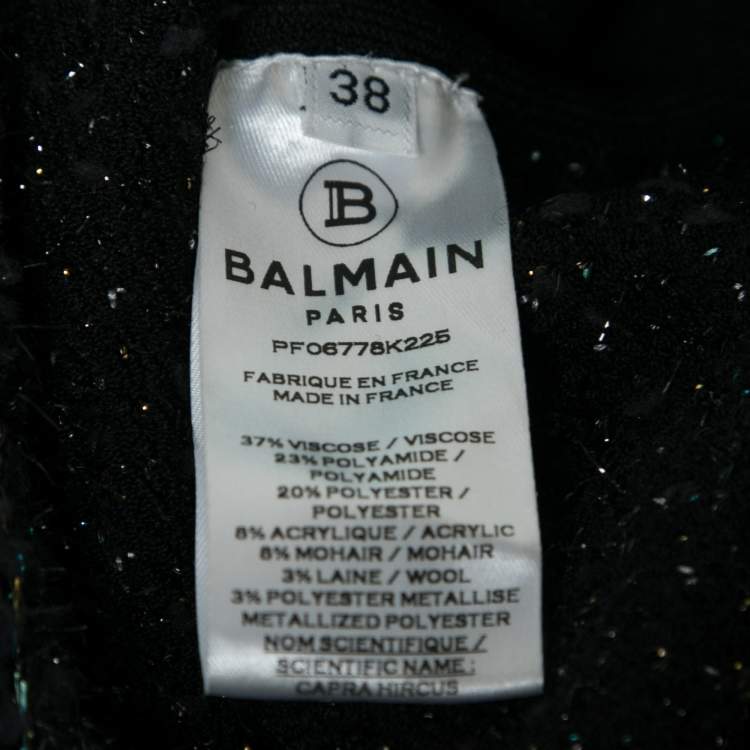 38
B
BALMAIN
PARIS
PF06778K225
FABRIQUE EN FRANCE
MADE IN FRANCE
37% VISCOSE / VISCOSE
23% POLYAMIDE /
POLYAMIDE
20% POLYESTER /
POLYESTER
8% ACRYLIQUE / ACRYLIC
8% MOHAIR / MOHAIR
3% LAINE / WOOL
3% POLYESTER METALLISE
METALLIZED POLYESTER
NOM SCIENTIFIQUE /
SCIENTIFIC NAME :
CAPRA HIRCUS